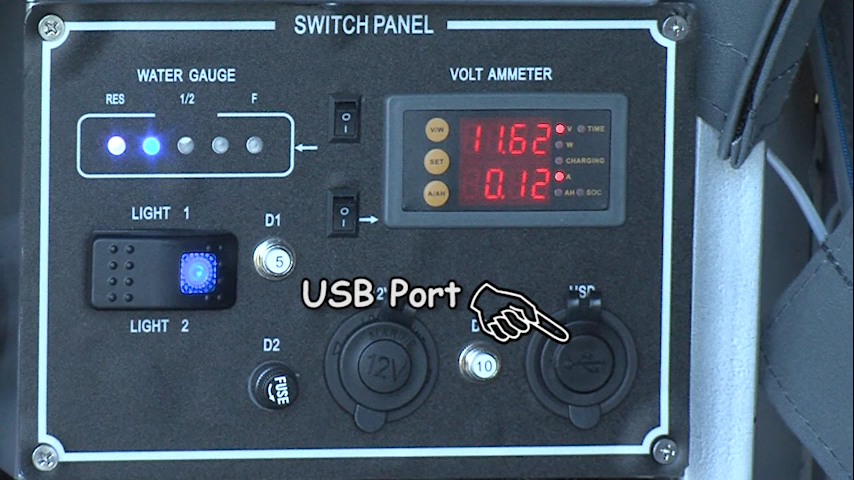 SWITCH PANEL
WATER GAUGE
RES 1/2 F
VOLT AMMETER
V/W
SET
A/AH
11.62
0.12
V TIME
W
CHARGING
A
AH SOC
O
I
O
I
LIGHT 1
LIGHT 2
D1
5
USB Port
12V
USB
10
D2
FUSE